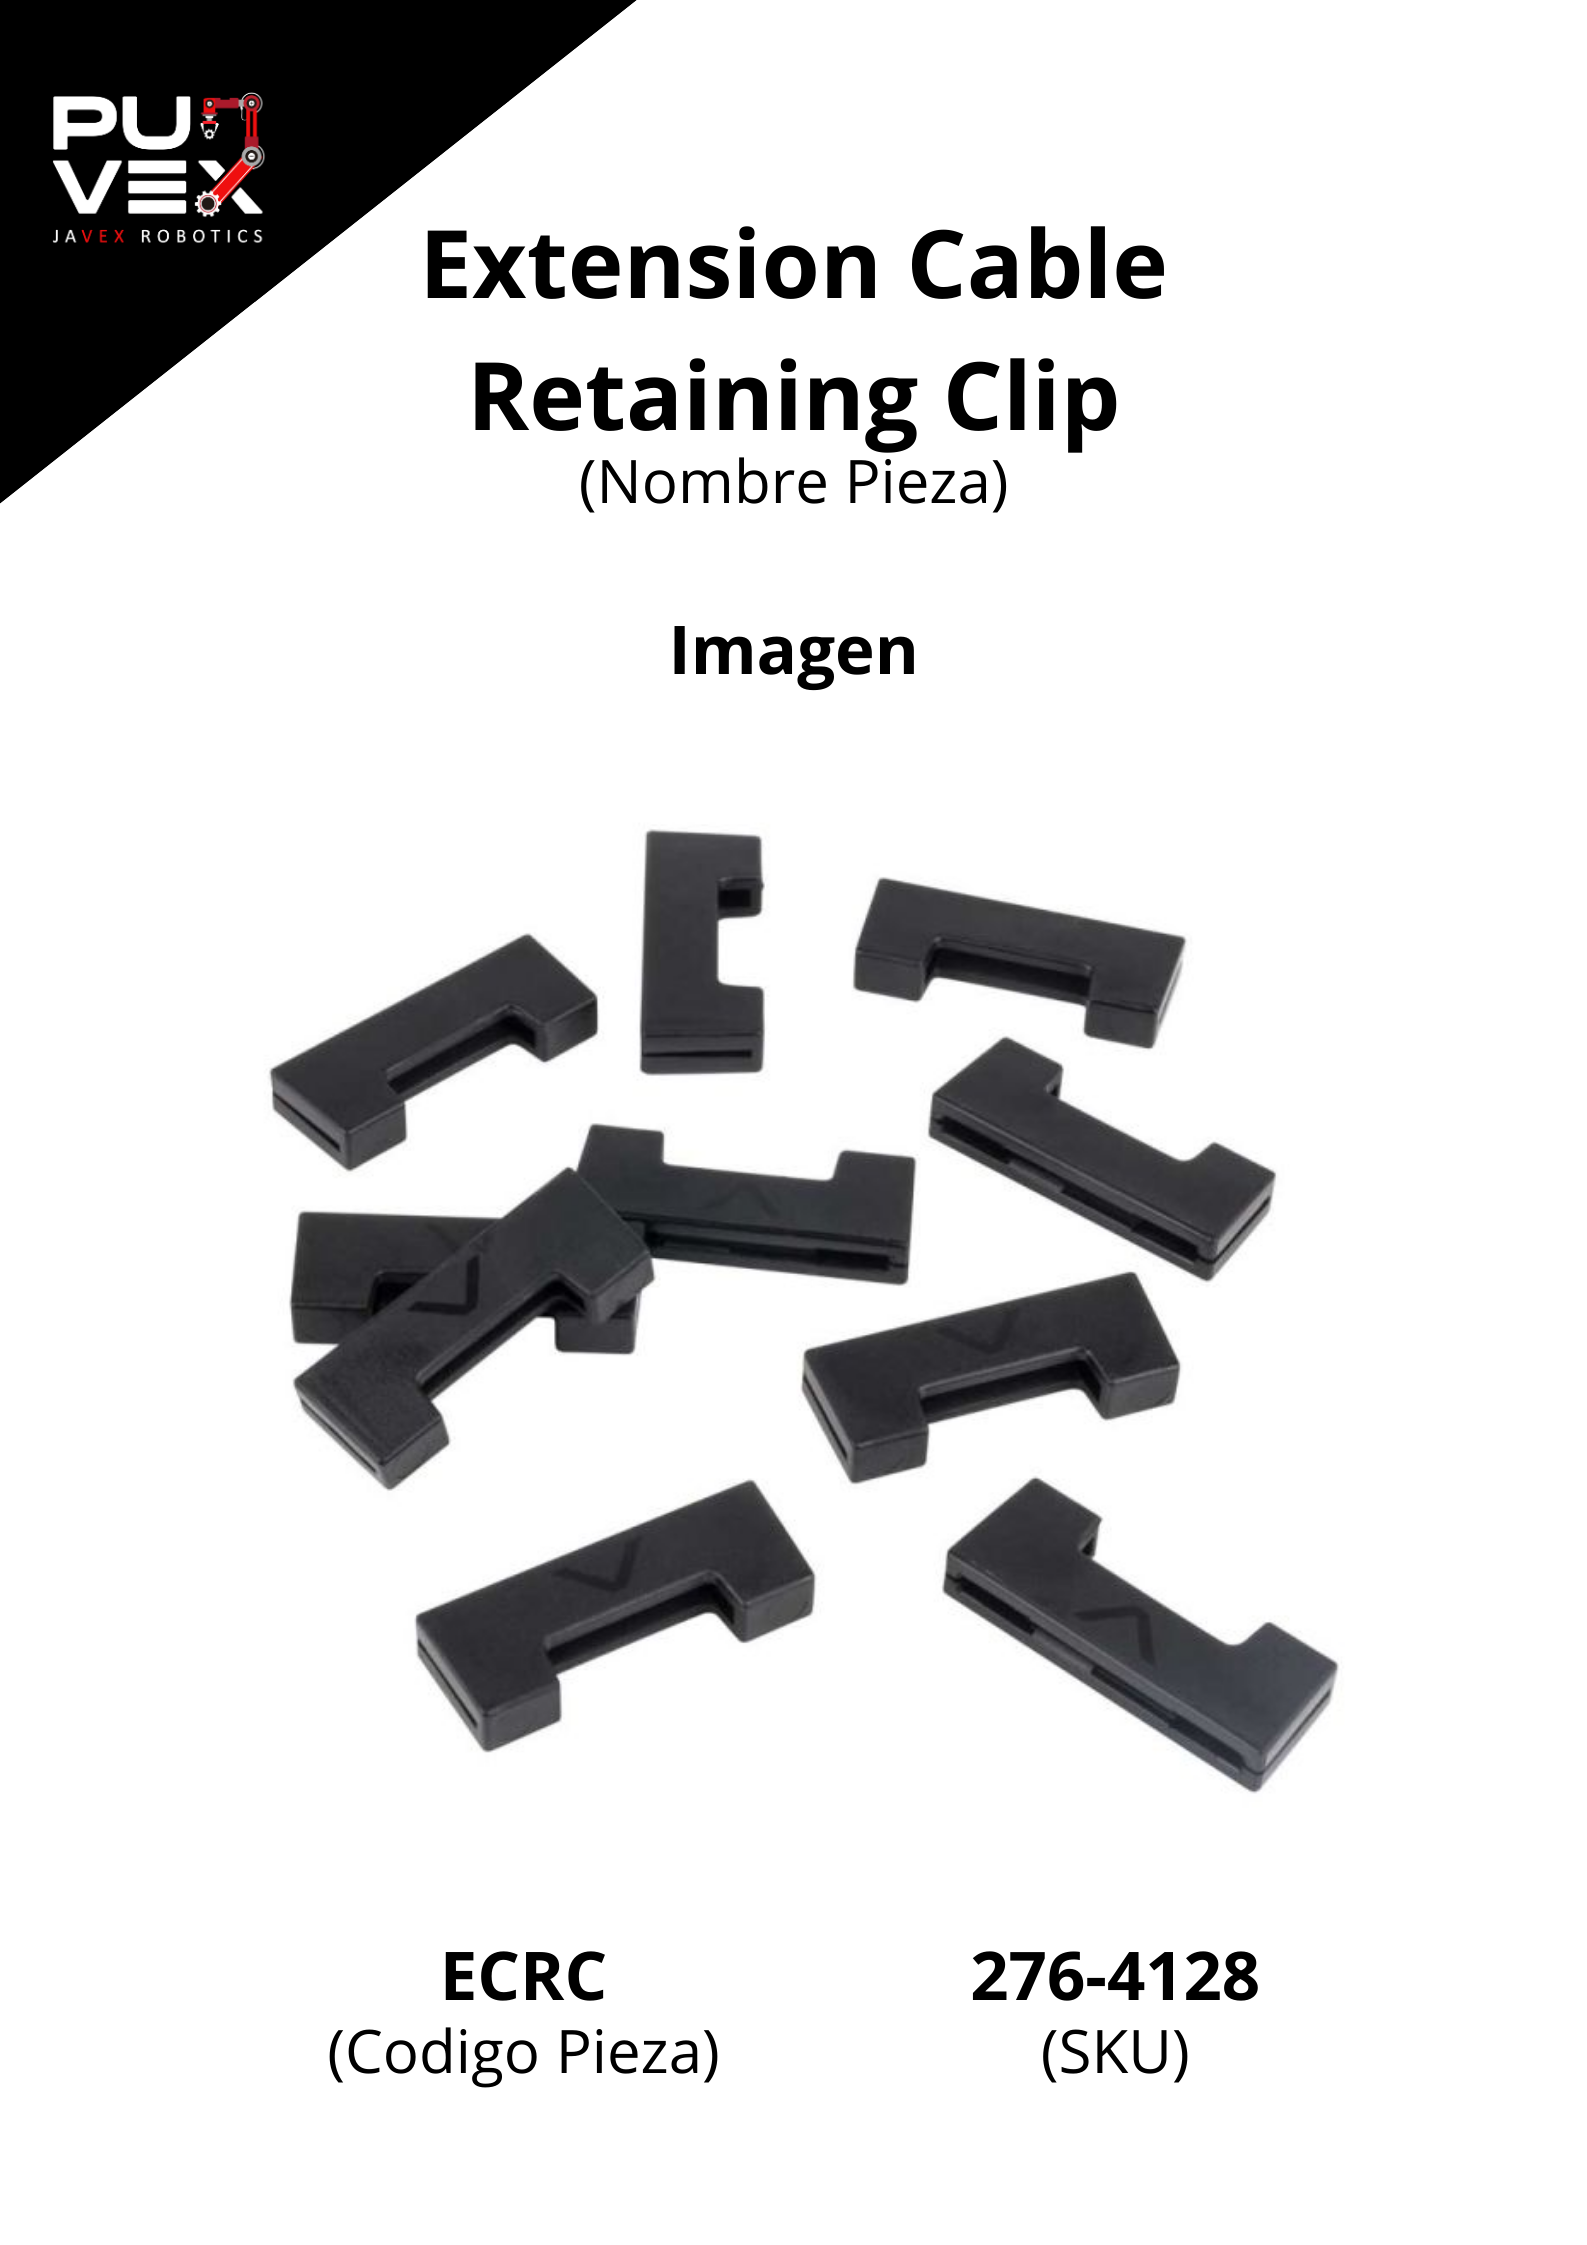 PU
VEX
JAVEX ROBOTICS
Extension Cable
Retaining Clip
(Nombre Pieza)
Imagen
ECRC
(Codigo Pieza)
276-4128
(SKU)